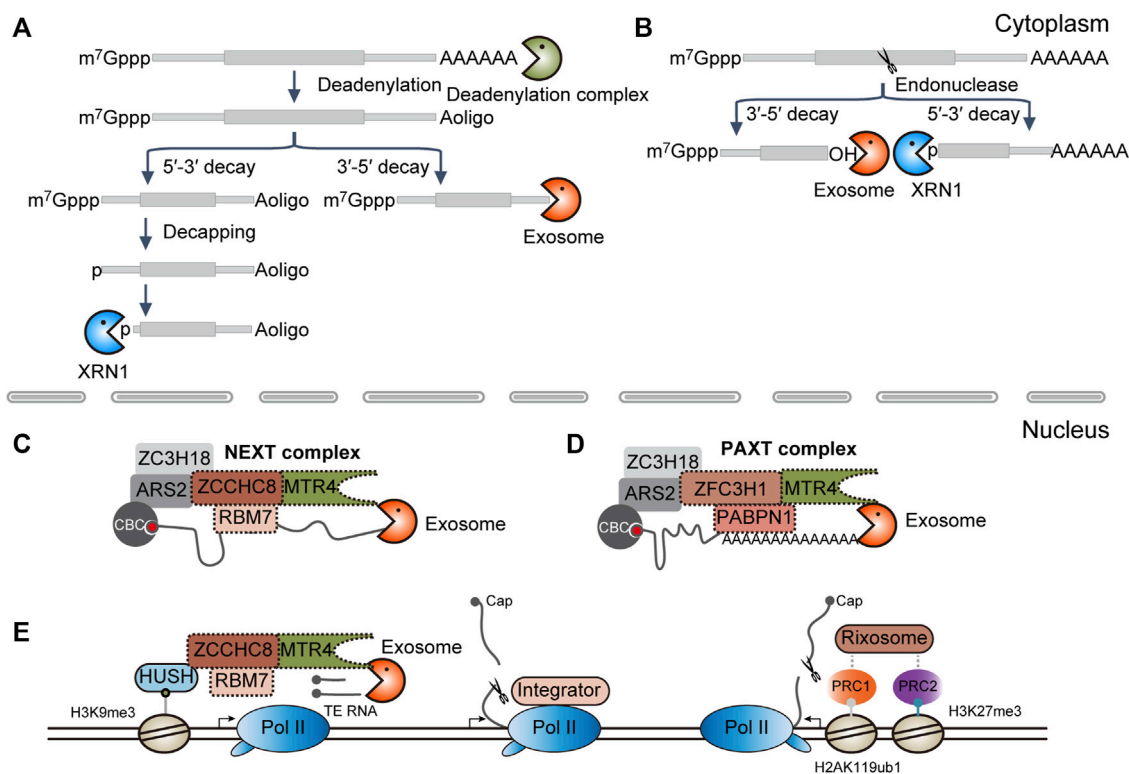 Cytoplasm
A
m⁷Gppp AAAAAA
Deadenylation
Deadenylation complex
m⁷Gppp Aoligo
5′-3′ decay 3′-5′ decay
m⁷Gppp Aoligo m⁷Gppp
Exosome
Decapping
p Aoligo
p Aoligo
XRN1
B
m⁷Gppp AAAAAA
Endonuclease
3′-5′ decay 5′-3′ decay
m⁷Gppp OH p AAAAAA
Exosome XRN1
Nucleus
C
NEXT complex
ZC3H18
ARS2 ZCCHC8 MTR4
RBM7
CBC C
Exosome
D
PAXT complex
ZC3H18
ARS2 ZFC3H1 MTR4
PABPN1
CBC C
AAAAAAAAAAAAAAA
Exosome
E
ZCCHC8 MTR4
Exosome
HUSH
RBM7
TE RNA
H3K9me3
Pol II
Cap
Integrator
Pol II
Cap
Rixosome
PRC1 PRC2
Pol II
H3K27me3
H2AK119ub1